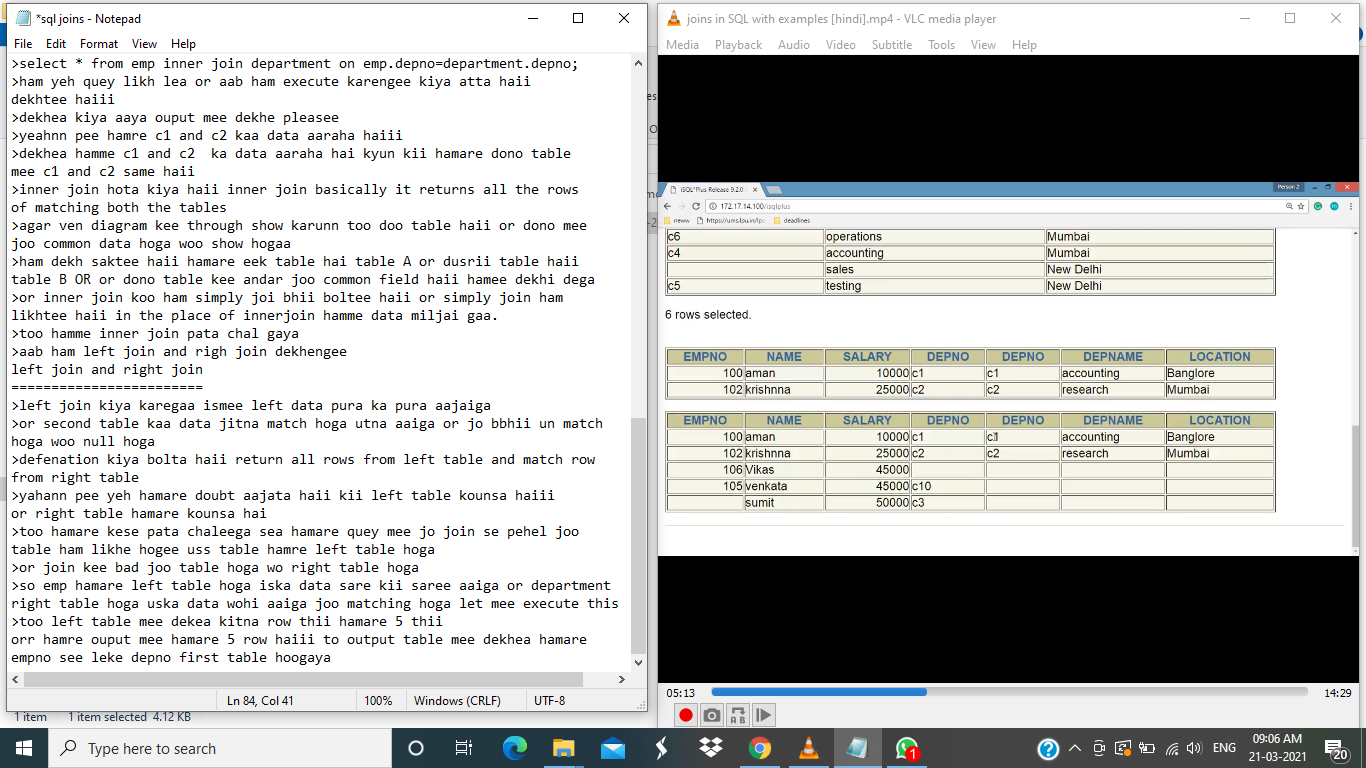 *sql joins - Notepad
File Edit Format View Help
>select * from emp inner join department on emp.depno=department.depno;
>ham yeh quey likh lea or aab ham execute karengee kiya atta haii
dekhtee haiii
>dekhea kiya aaya ouput mee dekhe pleasee
>yeahnn pee hamre c1 and c2 kaa data aaraha haiii
>dekhea hamme c1 and c2  ka data aaraha hai kyun kii hamare dono table
mee c1 and c2 same haii
>inner join hota kiya haii inner join basically it returns all the rows
of matching both the tables
>agar ven diagram kee through show karunn too doo table haii or dono mee
joo common data hoga woo show hogaa
>ham dekh saktee haii hamare eek table hai table A or dusrii table haii
table B OR or dono table kee andar joo common field haii hamee dekhi dega
>or inner join koo ham simply joi bhii boltee haii or simply join ham
likhtee haii in the place of innerjoin hamme data miljai gaa.
>too hamme inner join pata chal gaya
>aab ham left join and righ join dekhengee
left join and right join
========================
>left join kiya karegaa ismee left data pura ka pura aajaiga
>or second table kaa data jitna match hoga utna aaiga or jo bbhii un match
hoga woo null hoga
>defenation kiya bolta haii return all rows from left table and match row
from right table
>yahann pee yeh hamare doubt aajata haii kii left table kounsa haiii
or right table hamare kounsa hai
>too hamare kese pata chaleega sea hamare quey mee jo join se pehel joo
table ham likhe hogee uss table hamre left table hoga
>or join kee bad joo table hoga wo right table hoga
>so emp hamare left table hoga iska data sare kii saree aaiga or department
right table hoga uska data wohi aaiga joo matching hoga let mee execute this
>too left table mee dekea kitna row thii hamare 5 thii
orr hamre ouput mee hamare 5 row haiii to output table mee dekhea hamare
empno see leke depno first table hoogaya
Ln 84, Col 41 100% Windows (CRLF) UTF-8
1 item 1 item selected 4.12 KB
joins in SQL with examples [hindi].mp4 - VLC media player
Media Playback Audio Video Subtitle Tools View Help
iSQL*Plus Release 9.2.0. Person 2
172.17.14.100/isqlplus
neww https://ums.lpu.in/lpu deadlines
c6 operations Mumbai
c4 accounting Mumbai
sales New Delhi
c5 testing New Delhi
6 rows selected.
EMPNO NAME SALARY DEPNO DEPNO DEPNAME LOCATION
100 aman 10000 c1 c1 accounting Banglore
102 krishnna 25000 c2 c2 research Mumbai
EMPNO NAME SALARY DEPNO DEPNO DEPNAME LOCATION
100 aman 10000 c1 c1 accounting Banglore
102 krishnna 25000 c2 c2 research Mumbai
106 Vikas 45000
105 venkata 45000 c10
sumit 50000 c3
05:13 14:29
A B
Type here to search
1
ENG
09:06 AM
21-03-2021
20